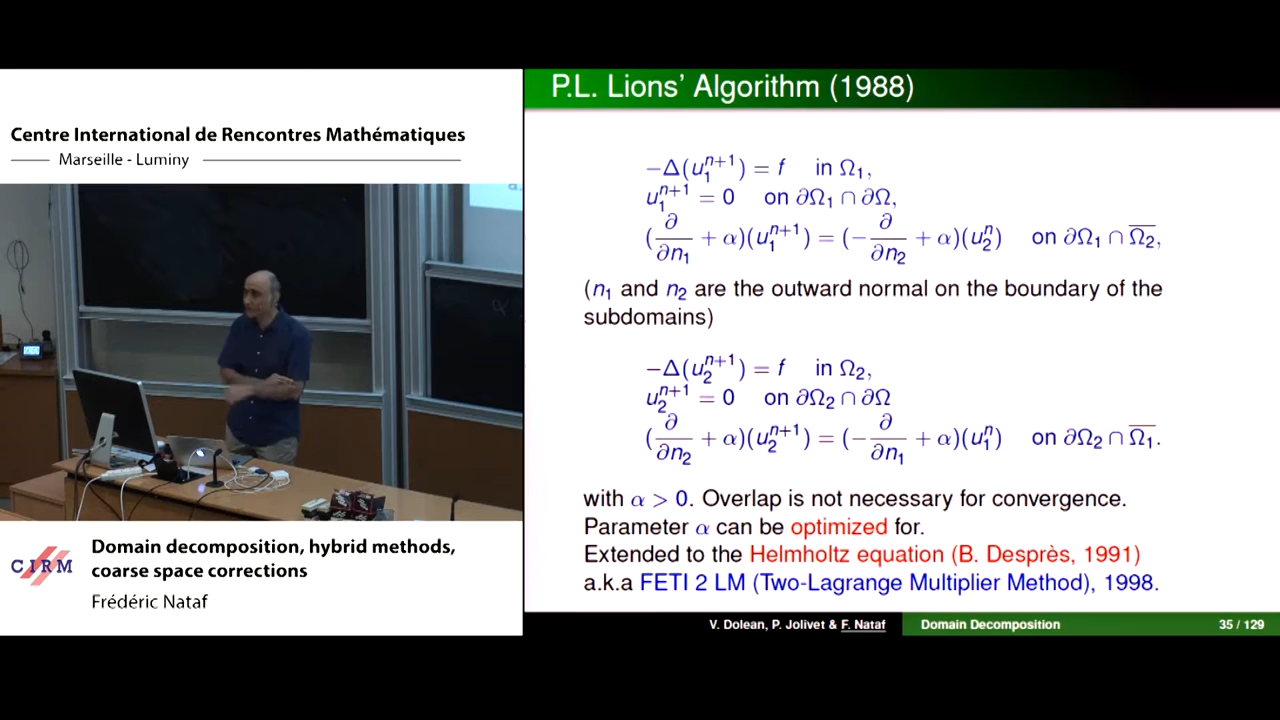 Centre International de Rencontres Mathématiques
Marseille - Luminy
CIRM
Domain decomposition, hybrid methods,
coarse space corrections
Frédéric Nataf
P.L. Lions' Algorithm (1988)
−Δ(u₁ⁿ⁺¹) = f in Ω₁,
u₁ⁿ⁺¹ = 0 on ∂Ω₁ ∩ ∂Ω,
(∂/∂n₁ + α)(u₁ⁿ⁺¹) = (−∂/∂n₂ + α)(u₂ⁿ) on ∂Ω₁ ∩ Ω₂̅,
(n₁ and n₂ are the outward normal on the boundary of the
subdomains)
−Δ(u₂ⁿ⁺¹) = f in Ω₂,
u₂ⁿ⁺¹ = 0 on ∂Ω₂ ∩ ∂Ω
(∂/∂n₂ + α)(u₂ⁿ⁺¹) = (−∂/∂n₁ + α)(u₁ⁿ) on ∂Ω₂ ∩ Ω₁̅.
with α > 0. Overlap is not necessary for convergence.
Parameter α can be optimized for.
Extended to the Helmholtz equation (B. Desprès, 1991)
a.k.a FETI 2 LM (Two-Lagrange Multiplier Method), 1998.
V. Dolean, P. Jolivet & F. Nataf Domain Decomposition 35 / 129